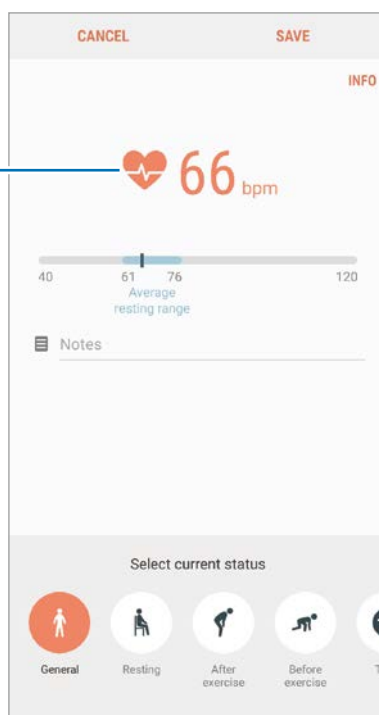 CANCEL SAVE
INFO
66 bpm
40 61 76 120
Average
resting range
Notes
Select current status
General Resting After Before
exercise exercise